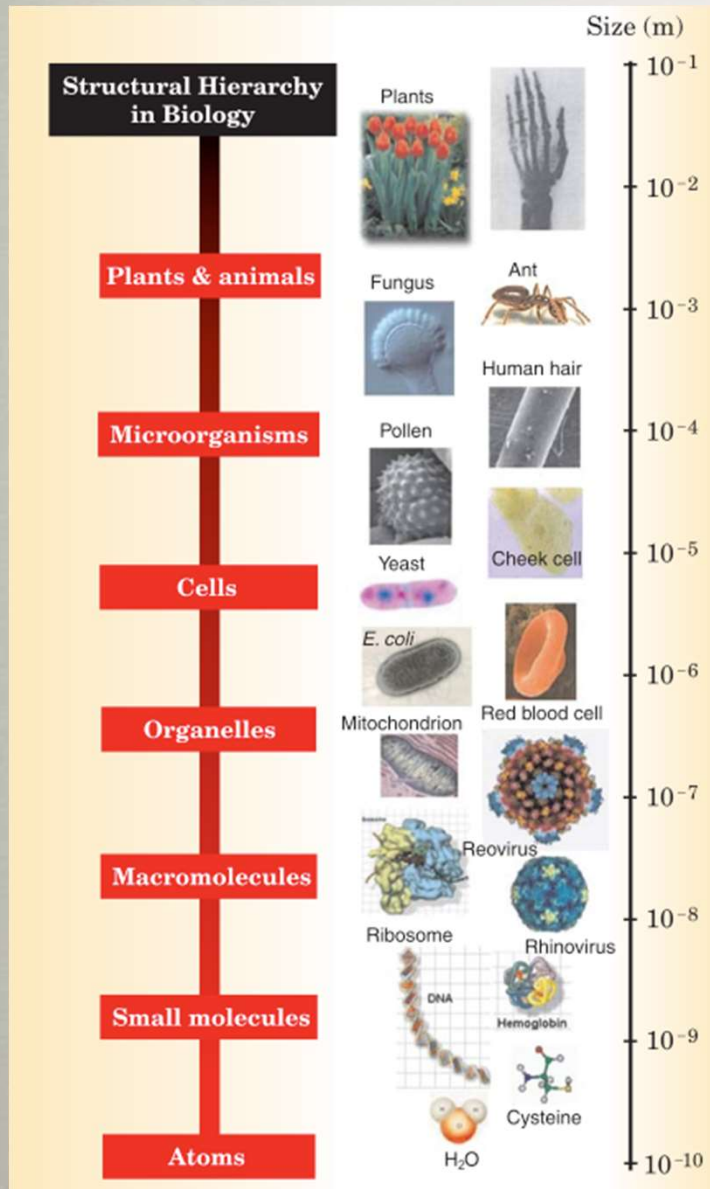 Size (m)
Structural Hierarchy
in Biology
Plants & animals
Microorganisms
Cells
Organelles
Macromolecules
Small molecules
Atoms
Plants
Fungus
Ant
Human hair
Pollen
Cheek cell
Yeast
E. coli
Red blood cell
Mitochondrion
Reovirus
Ribosome
Rhinovirus
DNA
Hemoglobin
Cysteine
H₂O
10⁻¹
10⁻²
10⁻³
10⁻⁴
10⁻⁵
10⁻⁶
10⁻⁷
10⁻⁸
10⁻⁹
10⁻¹⁰